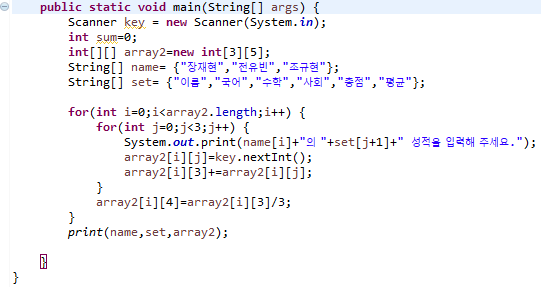 public static void main(String[] args) {
Scanner key = new Scanner(System.in);
int sum=0;
int[][] array2=new int[3][5];
String[] name= {"장재현","전유빈","조규현"};
String[] set= {"이름","국어","수학","사회","총점","평균"};
for(int i=0;i<array2.length;i++) {
for(int j=0;j<3;j++) {
System.out.print(name[i]+"의 "+set[j+1]+" 성적을 입력해 주세요.");
array2[i][j]=key.nextInt();
array2[i][3]+=array2[i][j];
}
array2[i][4]=array2[i][3]/3;
}
print(name,set,array2);
}
}